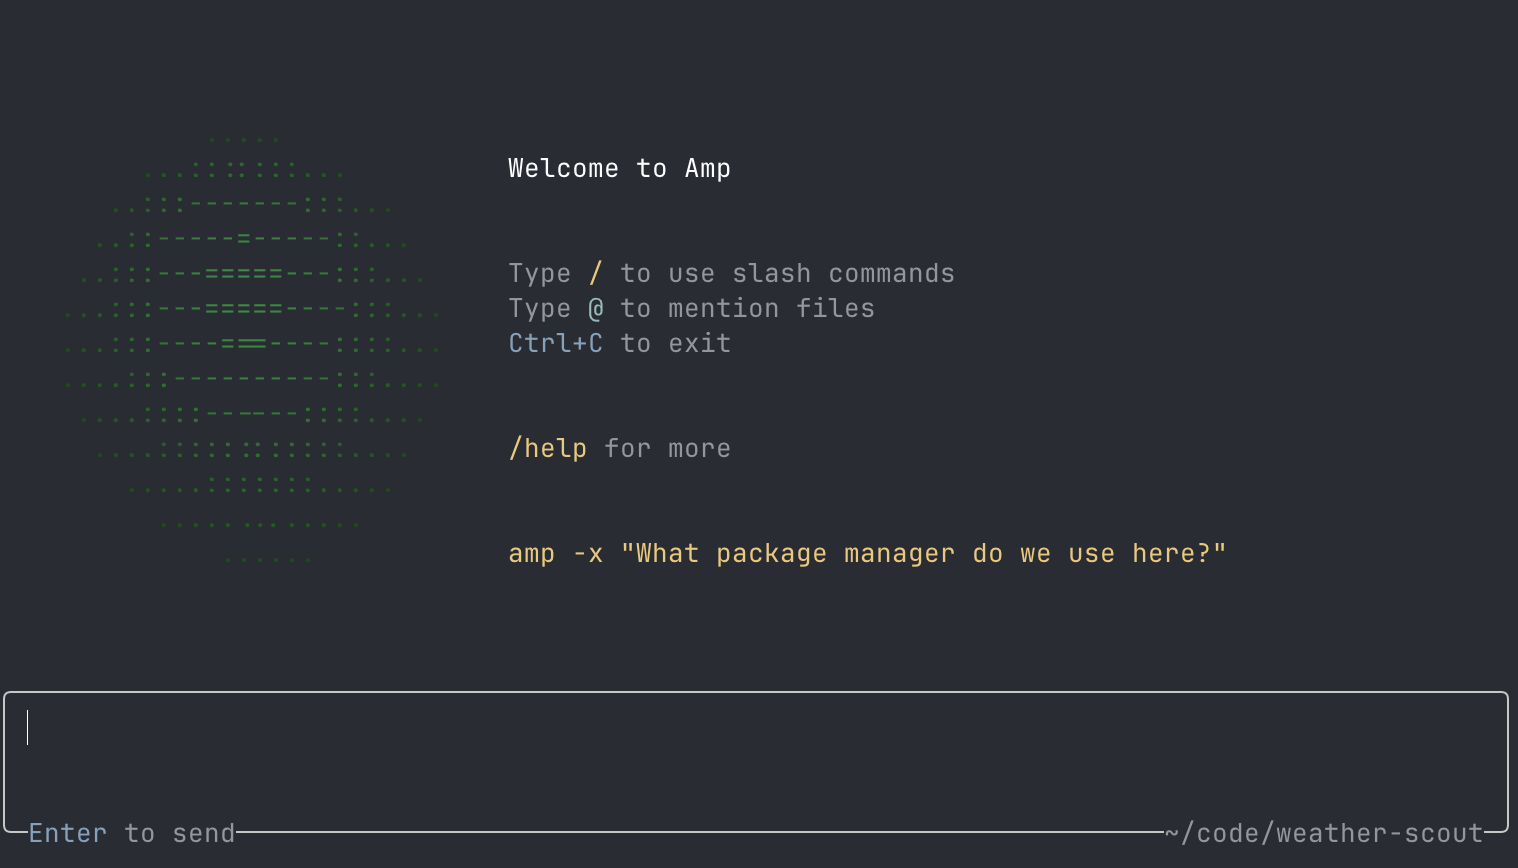 Welcome to Amp
Type / to use slash commands
Type @ to mention files
Ctrl+C to exit
/help for more
amp -x "What package manager do we use here?"
Enter to send
~/code/weather-scout